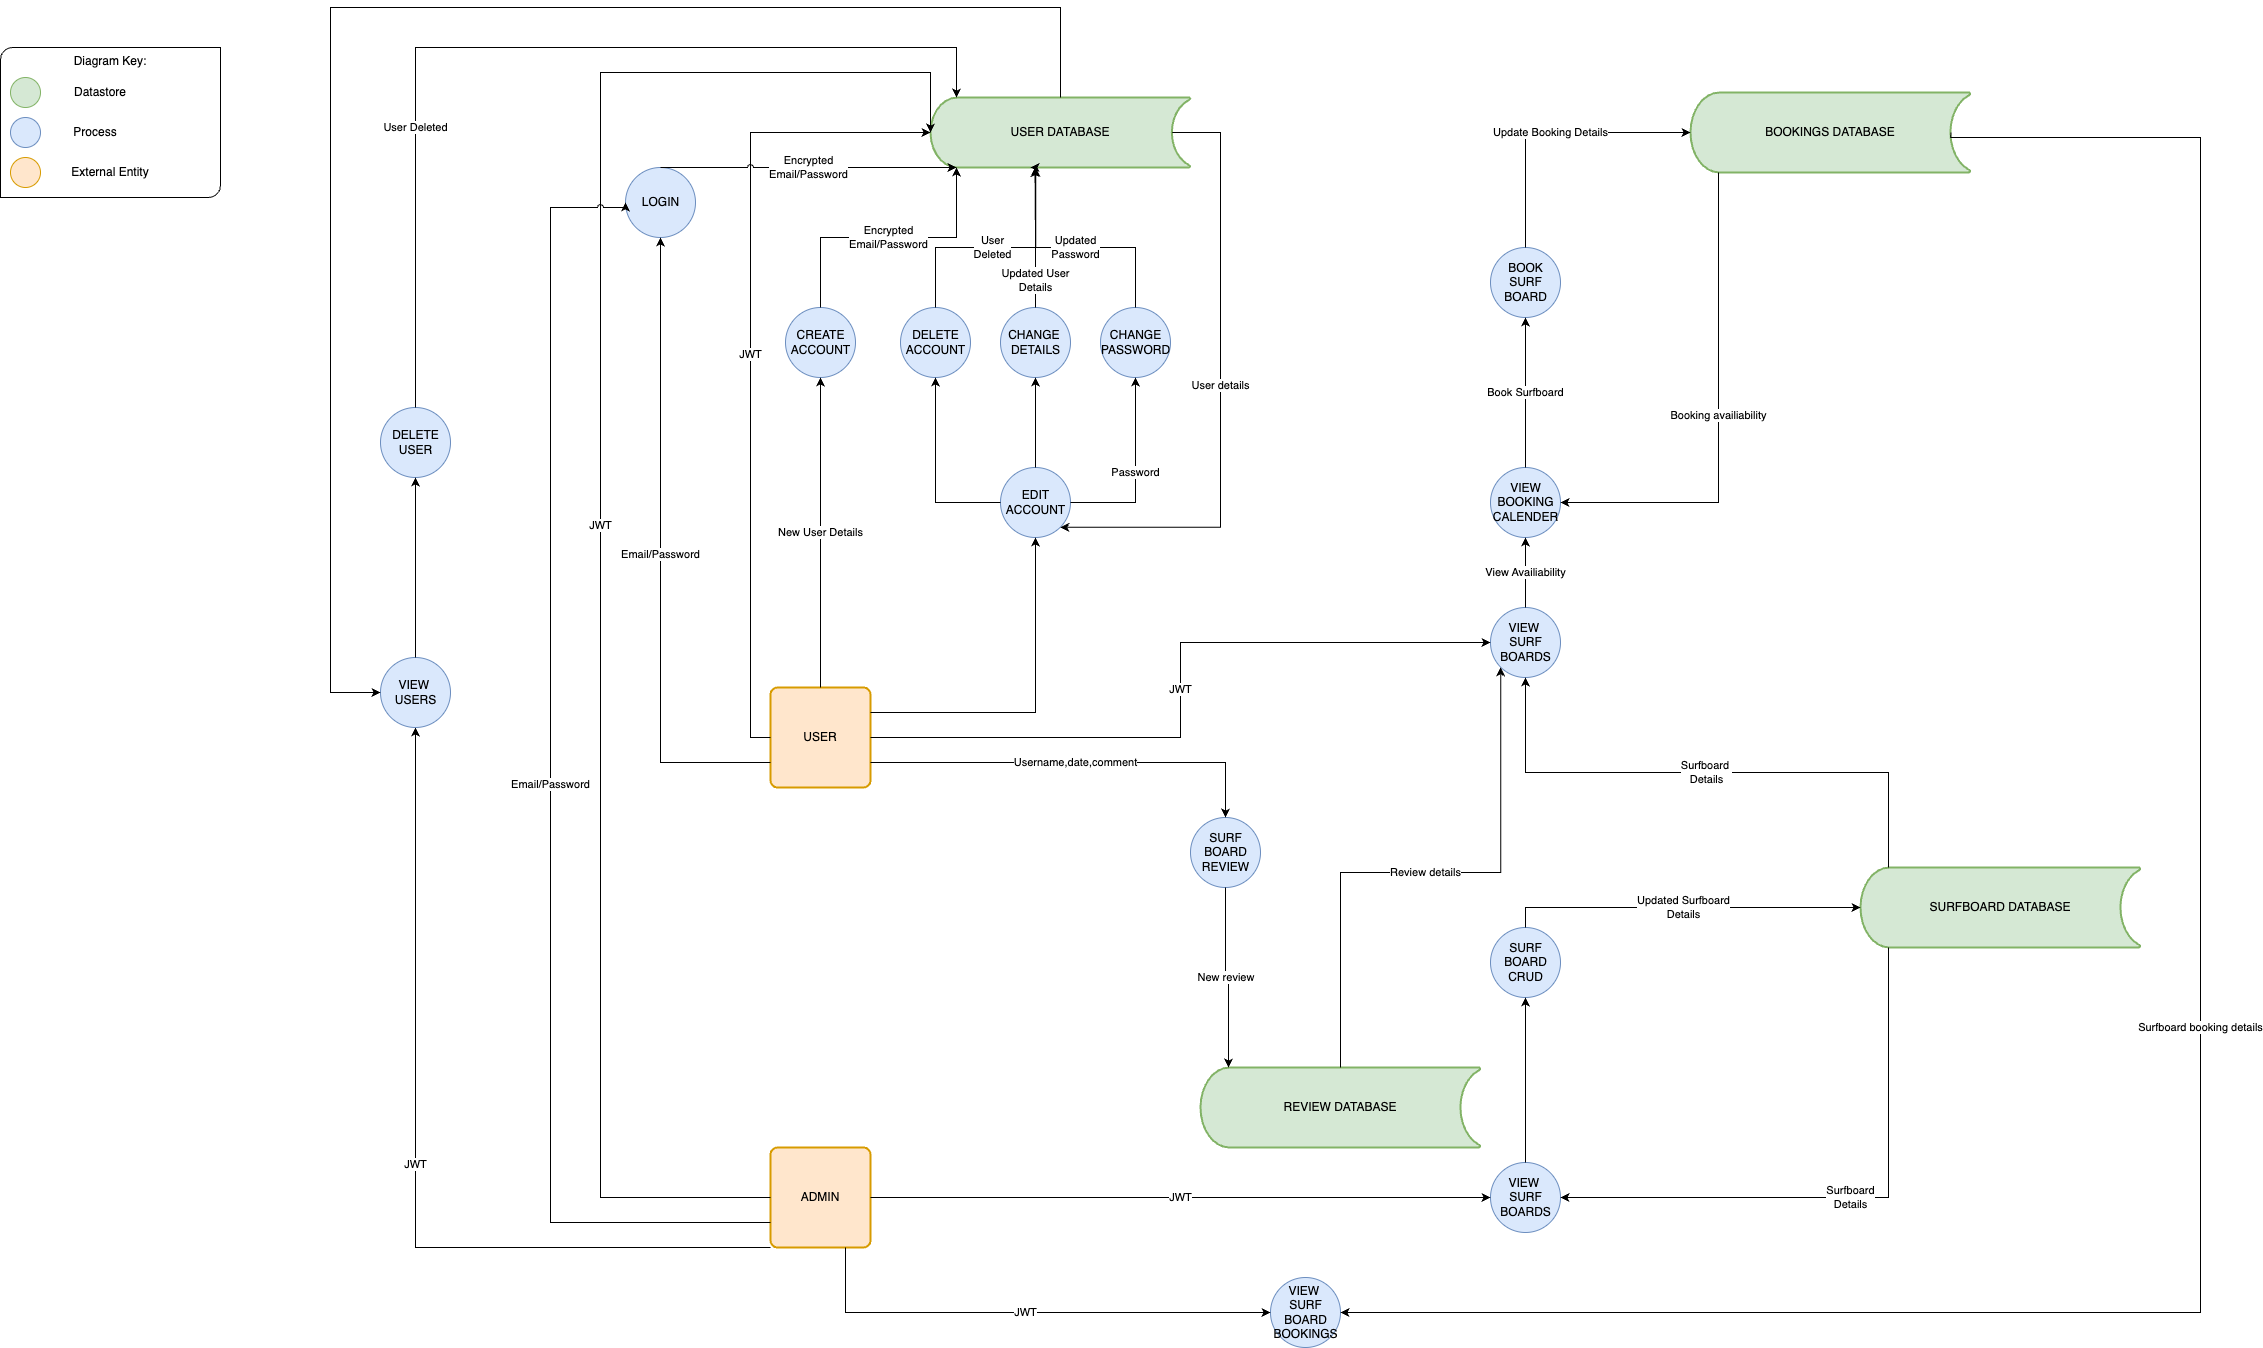 Diagram Key:
Datastore
Process
External Entity
User Deleted
USER DATABASE
BOOKINGS DATABASE
Update Booking Details
Encrypted
Email/Password
LOGIN
Encrypted
Email/Password
User
Deleted
Updated
Password
Updated User
Details
BOOK
SURF
BOARD
JWT
CREATE
ACCOUNT
DELETE
ACCOUNT
CHANGE
DETAILS
CHANGE
PASSWORD
User details
Book Surfboard
Booking availiability
DELETE
USER
Password
EDIT
ACCOUNT
VIEW
BOOKING
CALENDER
JWT
New User Details
Email/Password
View Availiability
VIEW
SURF
BOARDS
VIEW
USERS
JWT
USER
Username,date,comment
Surfboard
Details
Email/Password
SURF
BOARD
REVIEW
Review details
Updated Surfboard
Details
SURFBOARD DATABASE
SURF
BOARD
CRUD
New review
Surfboard booking details
REVIEW DATABASE
JWT
ADMIN
JWT
VIEW
SURF
BOARDS
Surfboard
Details
JWT
VIEW
SURF
BOARD
BOOKINGS